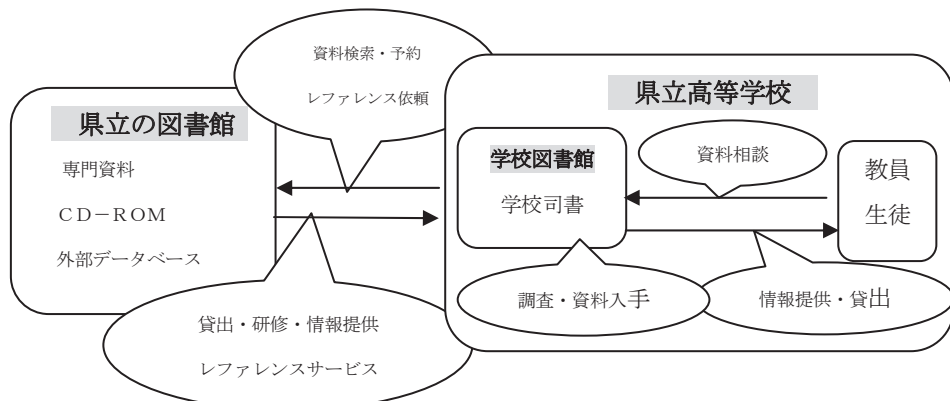 資料検索・予約
レファレンス依頼
県立の図書館
専門資料
ＣＤ－ＲＯＭ
外部データベース
貸出・研修・情報提供
レファレンスサービス
県立高等学校
学校図書館
学校司書
資料相談
教員
生徒
調査・資料入手
情報提供・貸出